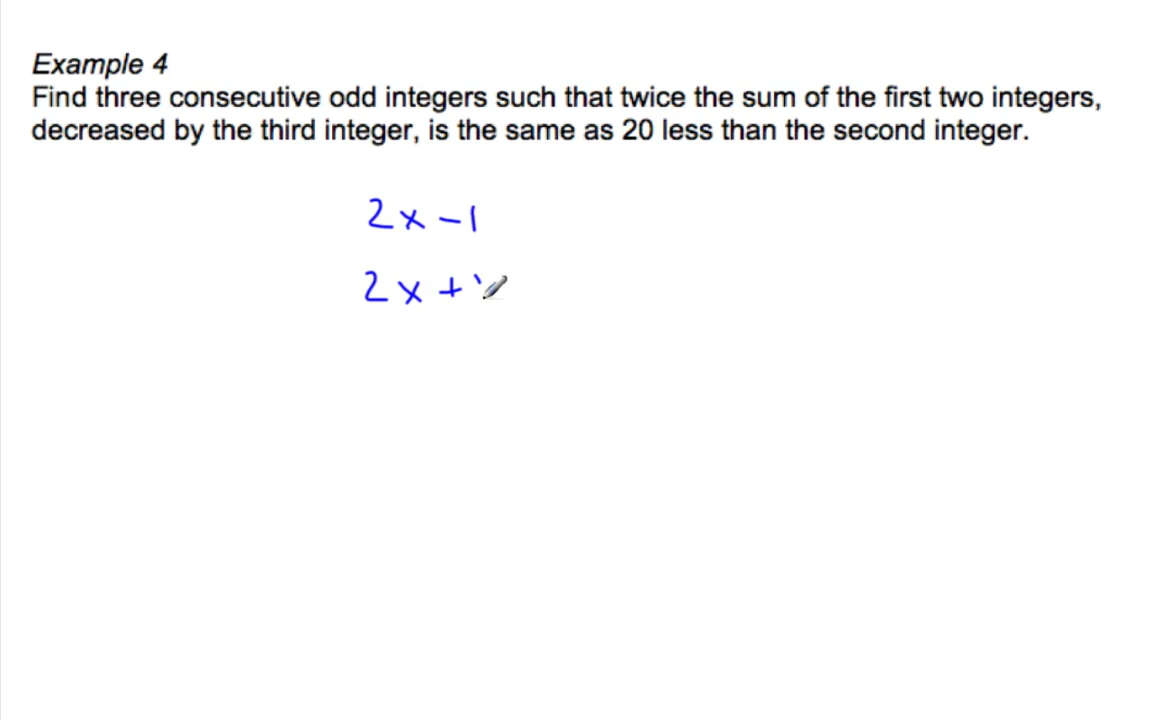 Example 4
Find three consecutive odd integers such that twice the sum of the first two integers,
decreased by the third integer, is the same as 20 less than the second integer.
2x - 1
2x +